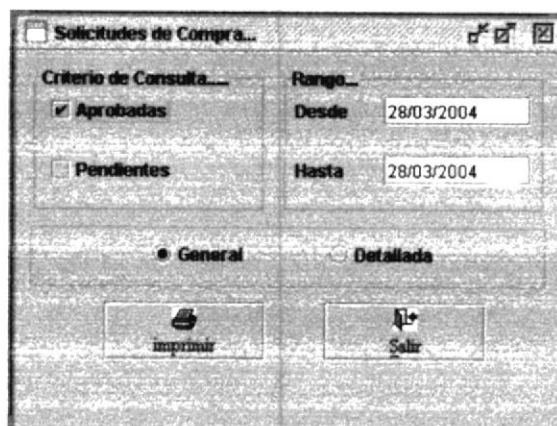 Solicitudes de Compra...
Criterio de Consulta.....
Rango...
Aprobadas
Desde 28/03/2004
Pendientes
Hasta 28/03/2004
General
Detallada
imprimir
Salir